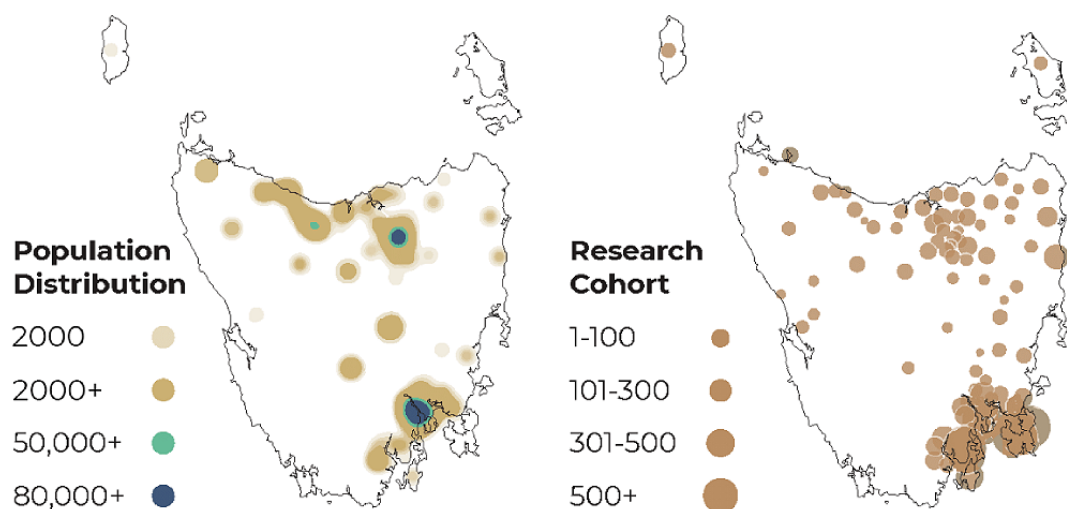 Population
Distribution
2000
2000+
50,000+
80,000+
Research
Cohort
1-100
101-300
301-500
500+